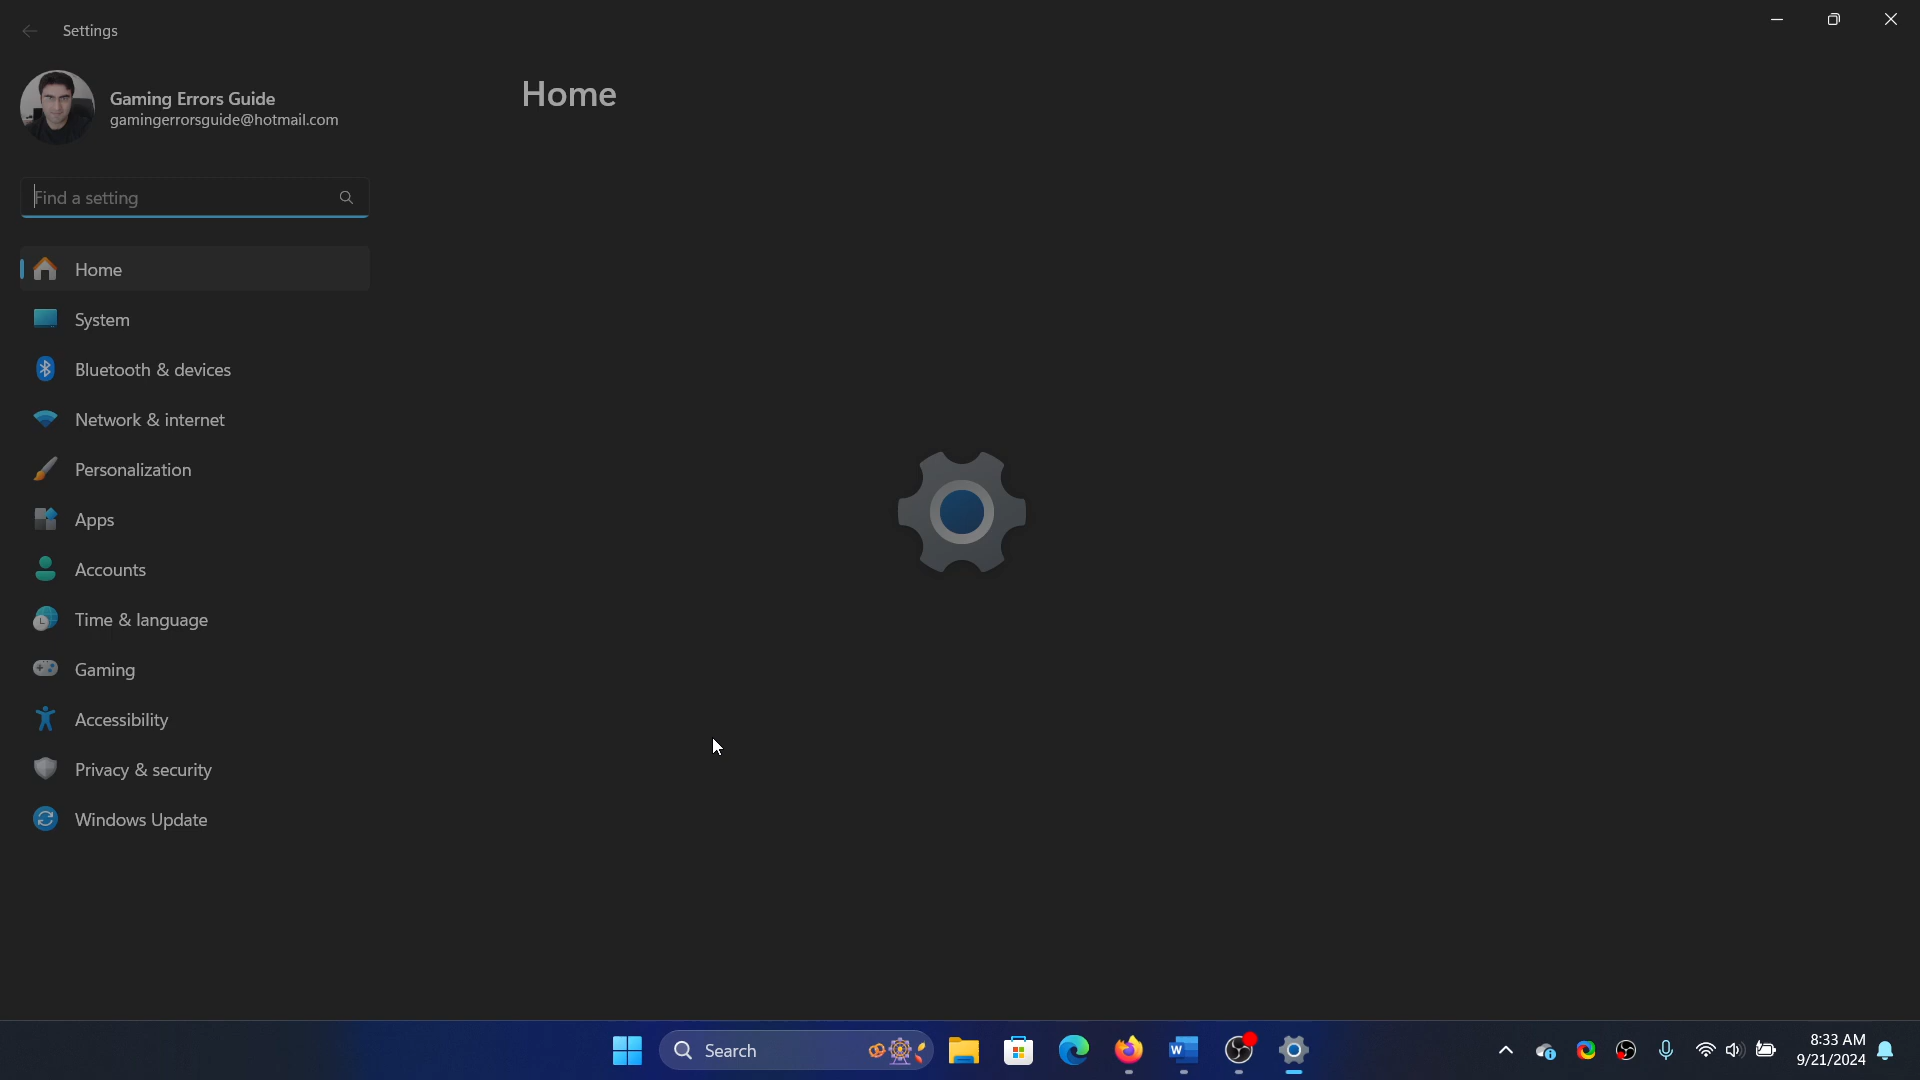 Settings
Gaming Errors Guide
gamingerrorsguide@hotmail.com
Home
Find a setting
Home
System
Bluetooth & devices
Network & internet
Personalization
Apps
Accounts
Time & language
Gaming
Accessibility
Privacy & security
Windows Update
Search
8:33 AM
9/21/2024